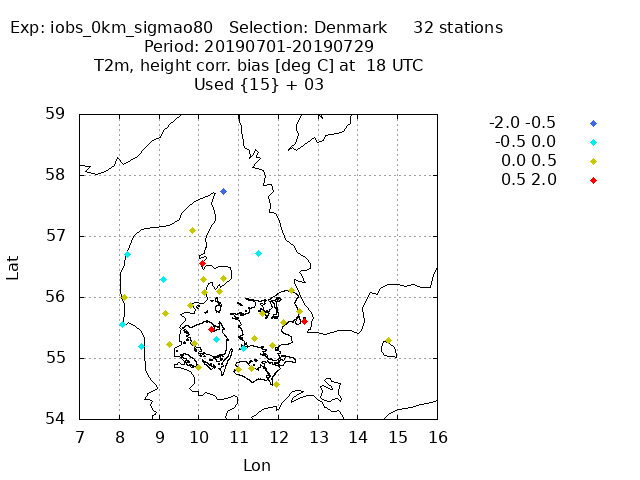 Exp: iobs_0km_sigmao80 Selection: Denmark 32 stations
Period: 20190701-20190729
T2m, height corr. bias [deg C] at 18 UTC
Used {15} + 03
-2.0 -0.5
-0.5 0.0
0.0 0.5
0.5 2.0
59
58
57
56
55
54
Lat
7 8 9 10 11 12 13 14 15 16
Lon